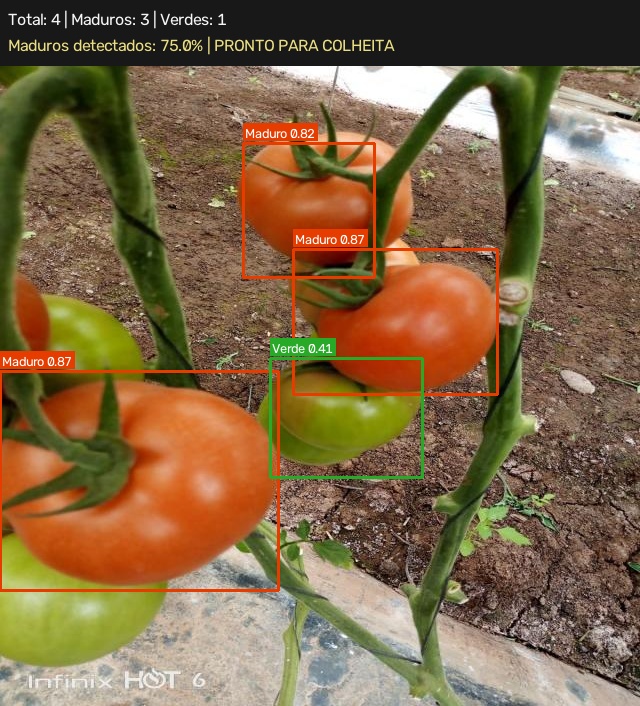 Total: 4 | Maduros: 3 | Verdes: 1
Maduros detectados: 75.0% | PRONTO PARA COLHEITA
Maduro 0.82
Maduro 0.87
Verde 0.41
Maduro 0.87
Infinix HOT 6